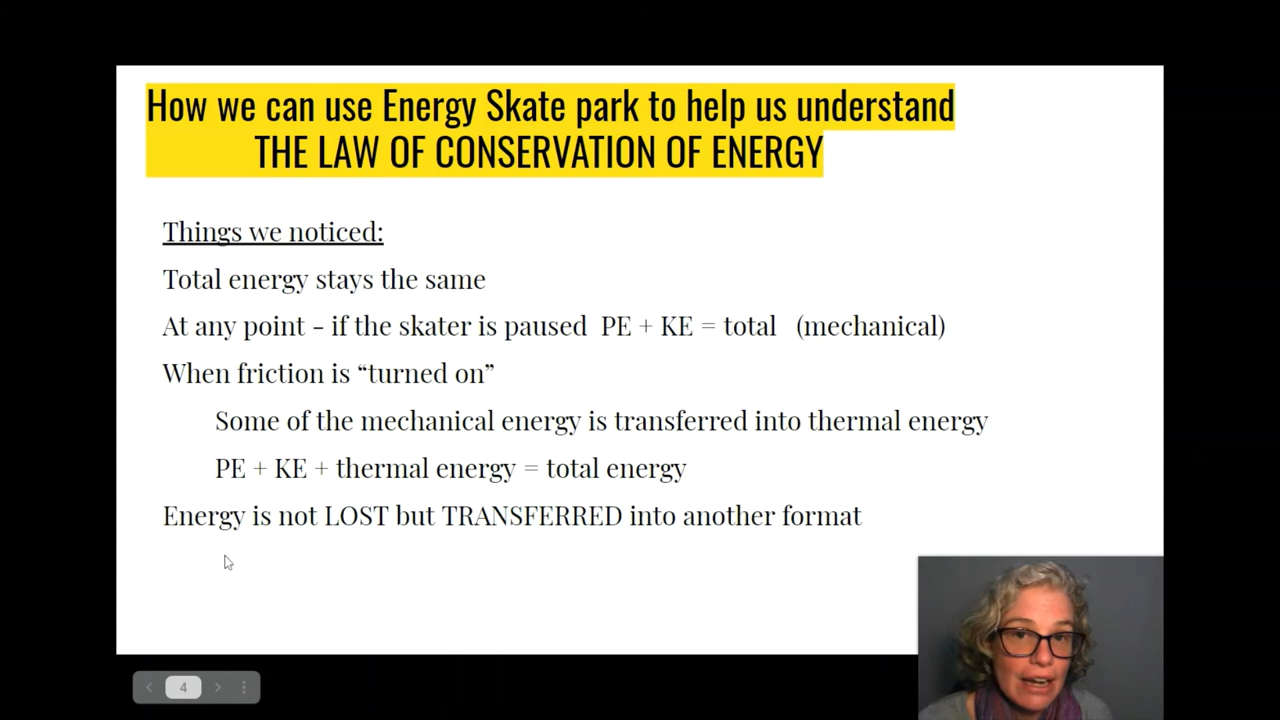 How we can use Energy Skate park to help us understand
THE LAW OF CONSERVATION OF ENERGY
Things we noticed:
Total energy stays the same
At any point - if the skater is paused PE + KE = total (mechanical)
When friction is “turned on”
Some of the mechanical energy is transferred into thermal energy
PE + KE + thermal energy = total energy
Energy is not LOST but TRANSFERRED into another format
4